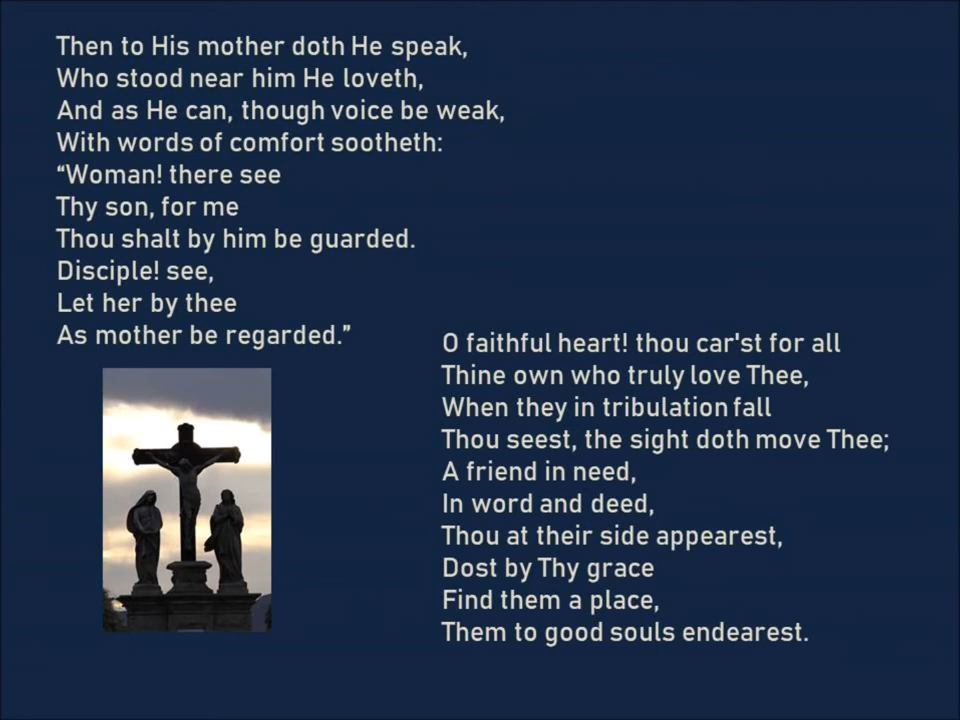 Then to His mother doth He speak,
Who stood near him He loveth,
And as He can, though voice be weak,
With words of comfort sootheth:
“Woman! there see
Thy son, for me
Thou shalt by him be guarded.
Disciple! see,
Let her by thee
As mother be regarded.”
O faithful heart! thou car'st for all
Thine own who truly love Thee,
When they in tribulation fall
Thou seest, the sight doth move Thee;
A friend in need,
In word and deed,
Thou at their side appearest,
Dost by Thy grace
Find them a place,
Them to good souls endearest.